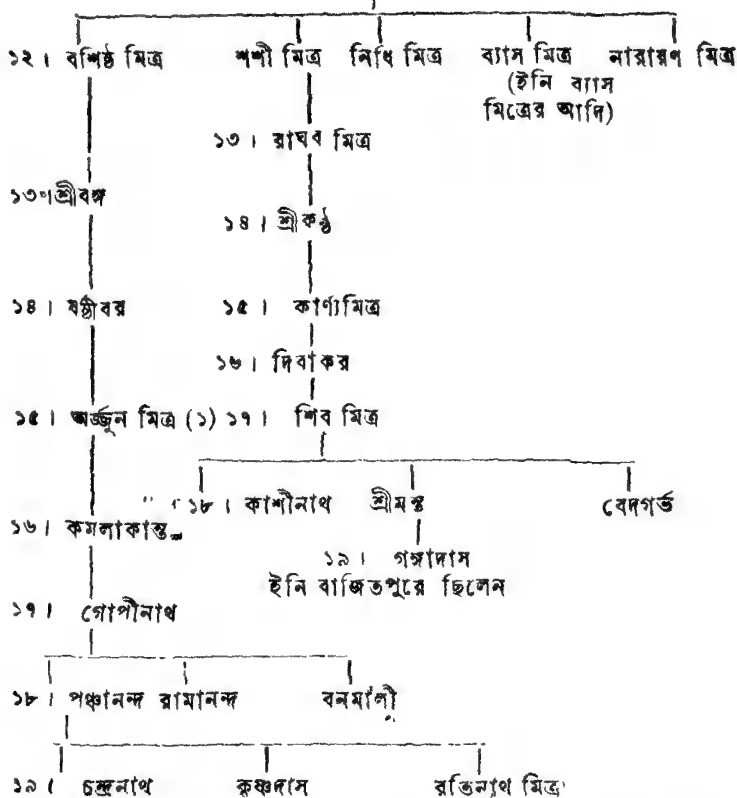 ১২। বশিষ্ঠ মিত্র শশী মিত্র নিধি মিত্র ব্যাস মিত্র নারায়ণ মিত্র
(ইনি ব্যাস
মিত্রের আদি)
১৩। রাঘব মিত্র
১৩। শ্রীবঙ্গ
১৪। শ্রীকণ্ঠ
১৪। ষষ্ঠীবর ১৫। কার্ণ্যমিত্র
১৬। দিবাকর
১৫। অর্জ্জুন মিত্র (১) ১৭। শিব মিত্র
১৮। কাশীনাথ শ্রীমন্ত বেদগর্ভ
১৬। কমলাকান্ত
১৯। গঙ্গাদাস
ইনি বাজিতপুরে ছিলেন
১৭। গোপীনাথ
১৮। পঞ্চানন্দ রামানন্দ বনমালী
১৯। চন্দ্রনাথ কৃষ্ণদাস রতিনাথ মিত্র